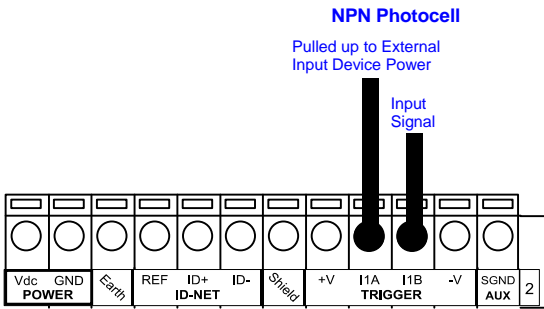 NPN Photocell
Pulled up to External
Input Device Power
Input
Signal
Vdc GND Earth REF ID+ ID- Shield +V I1A I1B -V SGND 2
POWER ID-NET TRIGGER AUX